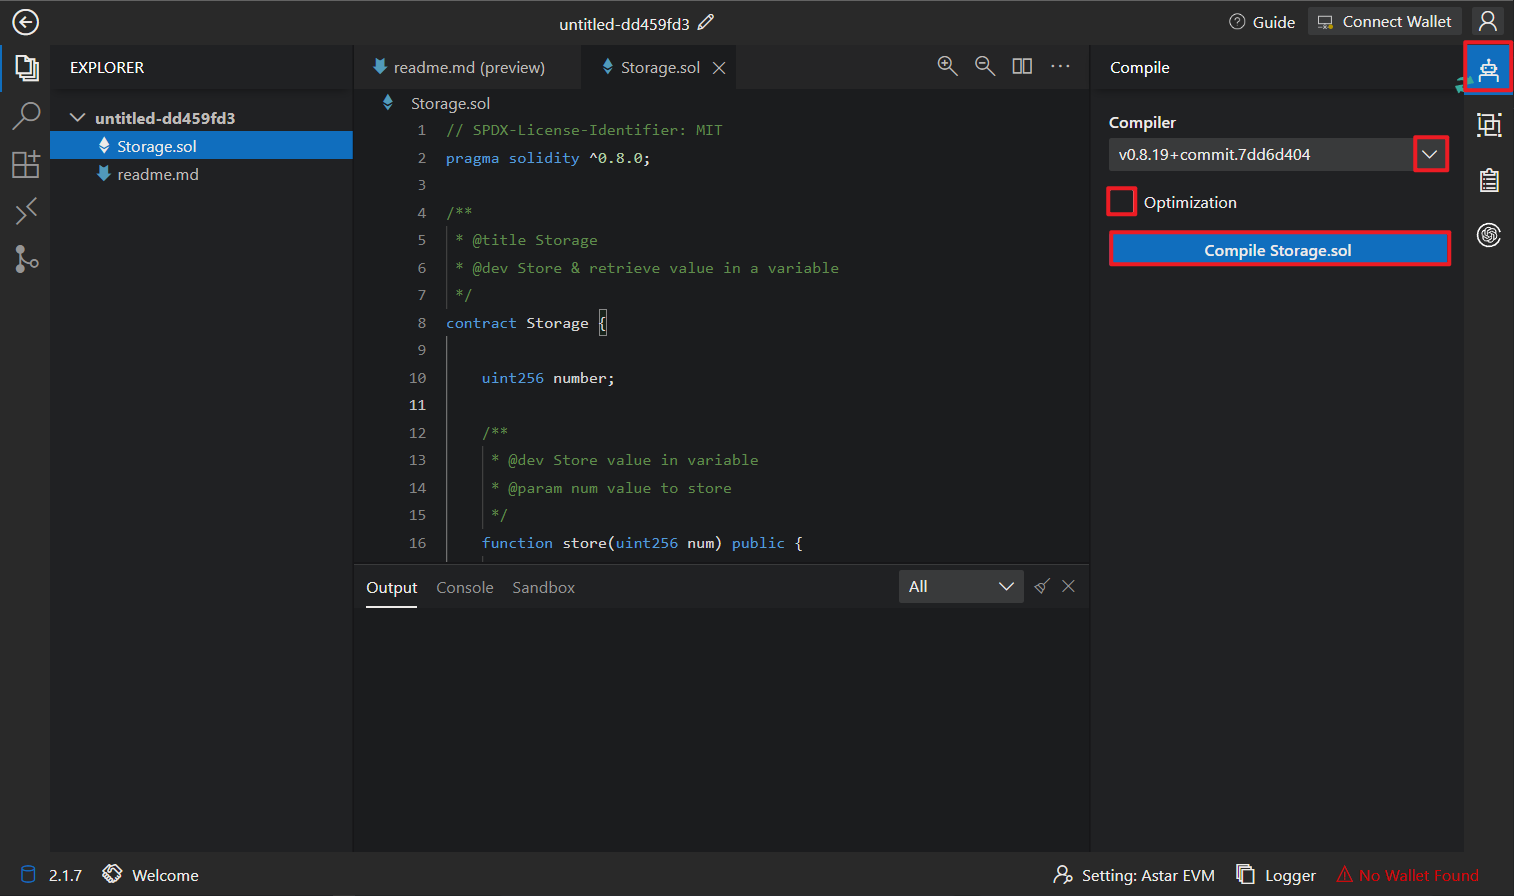 untitled-dd459fd3
Guide
Connect Wallet
EXPLORER
untitled-dd459fd3
Storage.sol
readme.md
readme.md (preview)
Storage.sol
Storage.sol
1 // SPDX-License-Identifier: MIT
2 pragma solidity ^0.8.0;
3
4 /**
5 * @title Storage
6 * @dev Store & retrieve value in a variable
7 */
8 contract Storage {
9
10 uint256 number;
11
12 /**
13 * @dev Store value in variable
14 * @param num value to store
15 */
16 function store(uint256 num) public {
Output Console Sandbox
All
Compile
Compiler
v0.8.19+commit.7dd6d404
Optimization
Compile Storage.sol
2.1.7
Welcome
Setting: Astar EVM
Logger
No Wallet Found